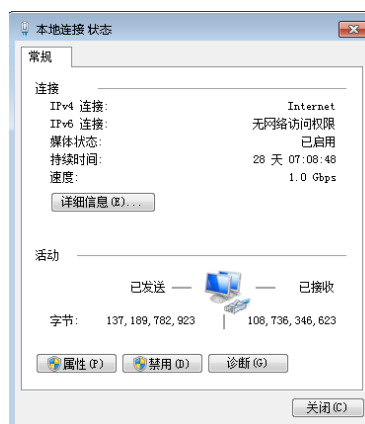 本地连接 状态
常规
连接
IPv4 连接: Internet
IPv6 连接: 无网络访问权限
媒体状态: 已启用
持续时间: 28 天 07:08:48
速度: 1.0 Gbps
详细信息(E)...
活动
已发送 — — 已接收
字节: 137,189,782,923 | 108,736,346,623
属性(P) 禁用(D) 诊断(G)
关闭(C)